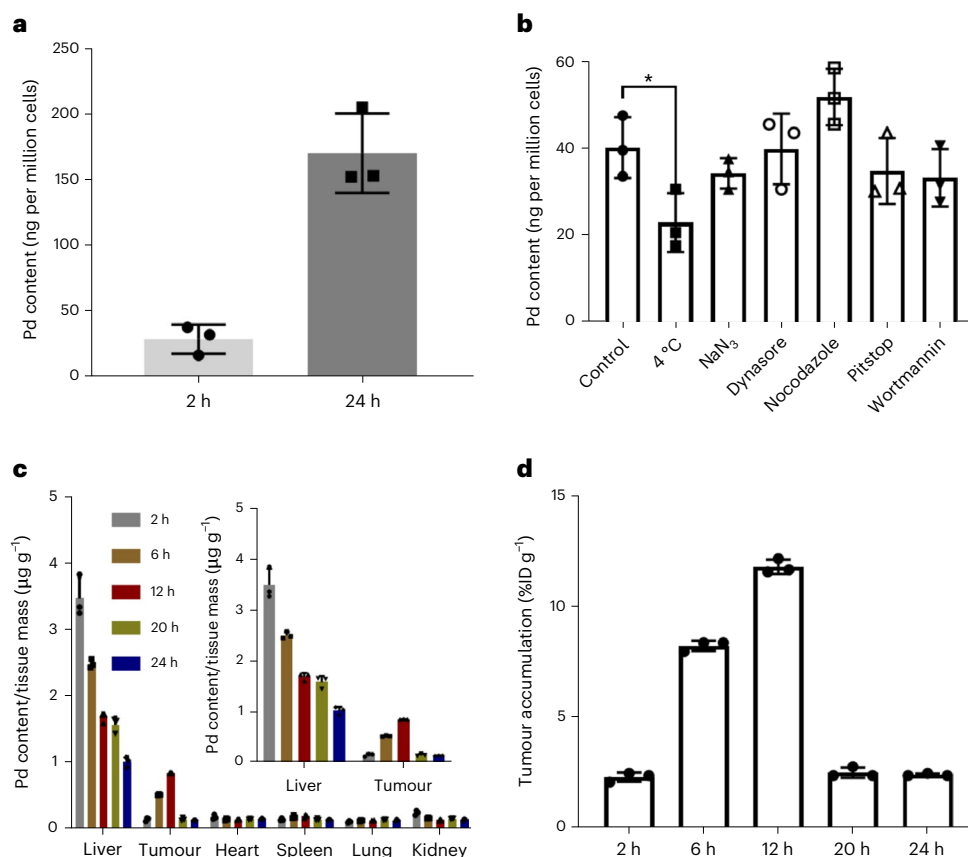 a
Pd content (ng per million cells)
250
200
150
100
50
0
2 h
24 h
b
Pd content (ng per million cells)
60
40
20
0
*
Control
4 °C
NaN₃
Dynasore
Nocodazole
Pitstop
Wortmannin
c
Pd content/tissue mass (µg g⁻¹)
5
4
3
2
1
0
2 h
6 h
12 h
20 h
24 h
Pd content/tissue mass (µg g⁻¹)
5
4
3
2
1
0
Liver
Tumour
Liver
Tumour
Heart
Spleen
Lung
Kidney
d
Tumour accumulation (%ID g⁻¹)
15
10
5
0
2 h
6 h
12 h
20 h
24 h